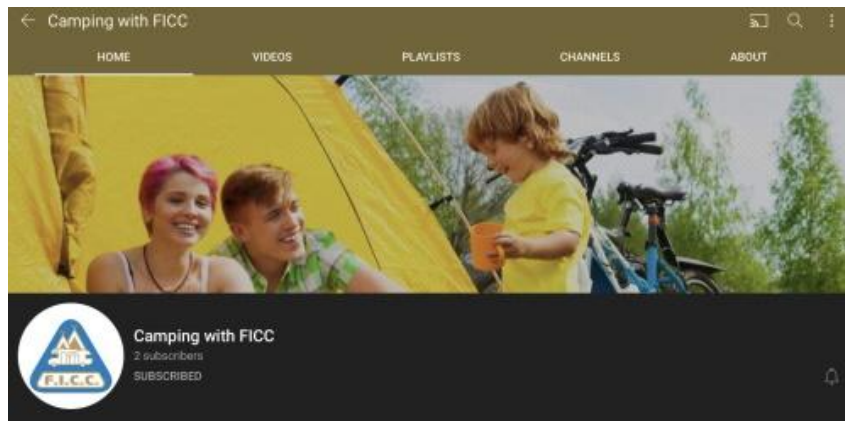 Camping with FICC
HOME VIDEOS PLAYLISTS CHANNELS ABOUT
Camping with FICC
2 subscribers
SUBSCRIBED
F.I.C.C.